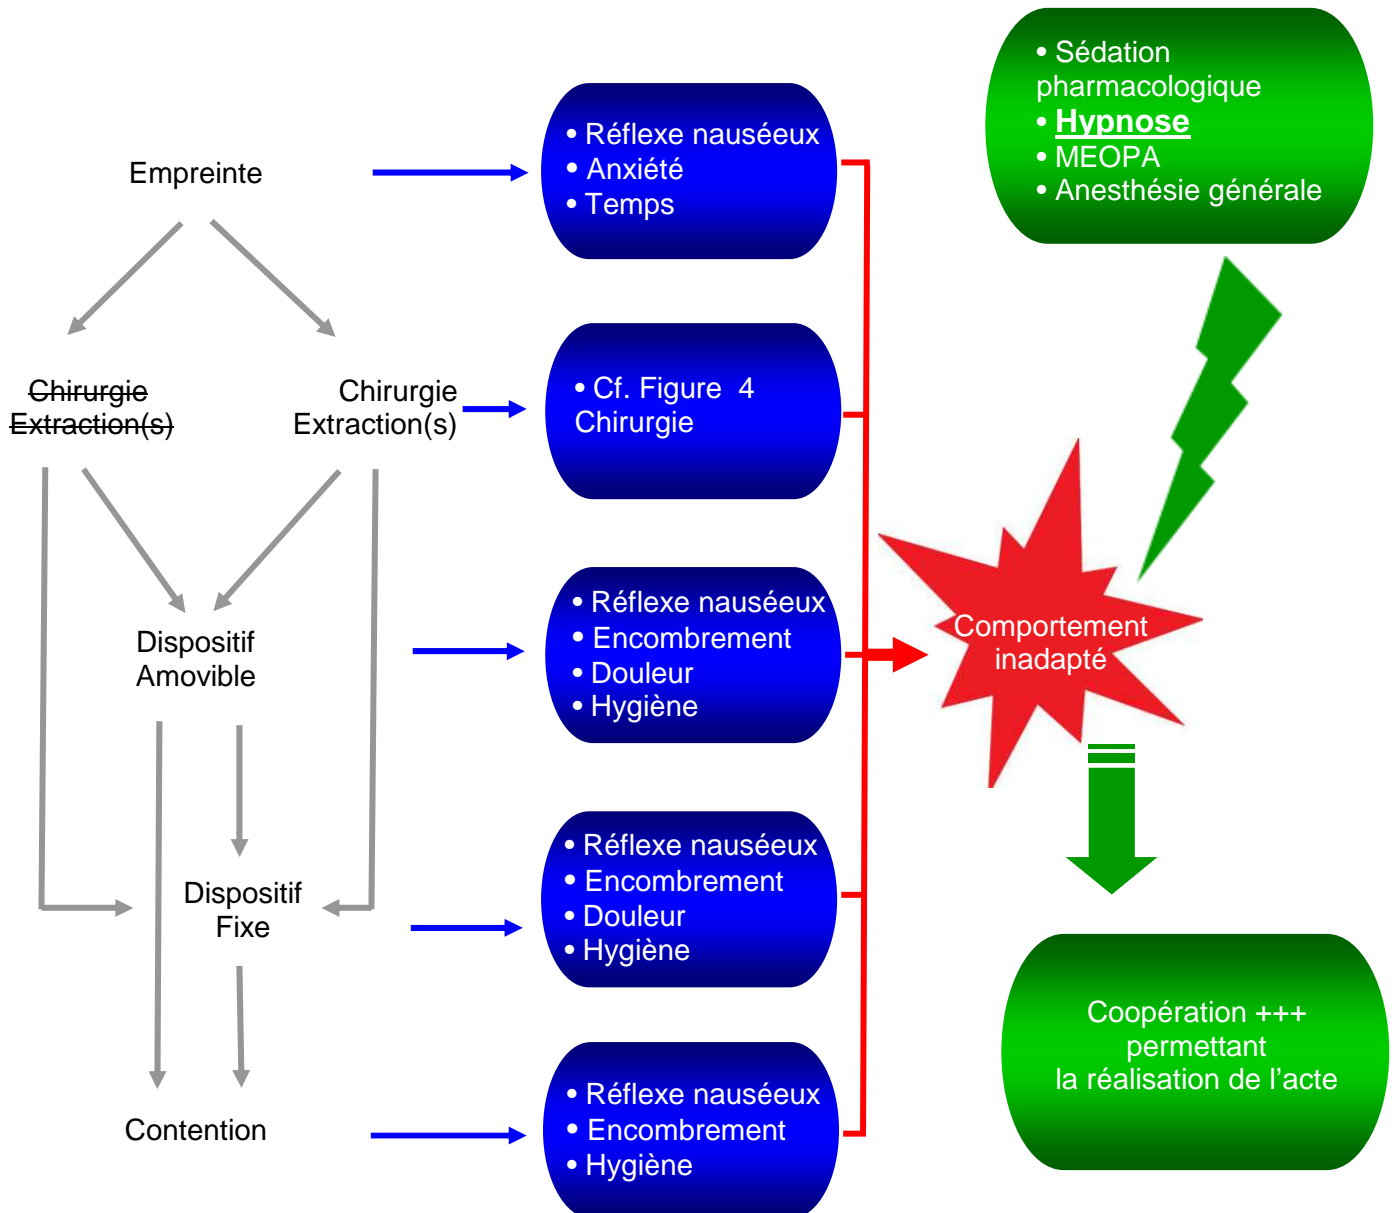 Empreinte
Chirurgie
Extraction(s)
Chirurgie
Extraction(s)
Dispositif
Amovible
Dispositif
Fixe
Contention
• Réflexe nauséeux
• Anxiété
• Temps
• Cf. Figure 4
Chirurgie
• Réflexe nauséeux
• Encombrement
• Douleur
• Hygiène
• Réflexe nauséeux
• Encombrement
• Douleur
• Hygiène
• Réflexe nauséeux
• Encombrement
• Hygiène
• Sédation
pharmacologique
• Hypnose
• MEOPA
• Anesthésie générale
Comportement
inadapté
Coopération +++
permettant
la réalisation de l’acte